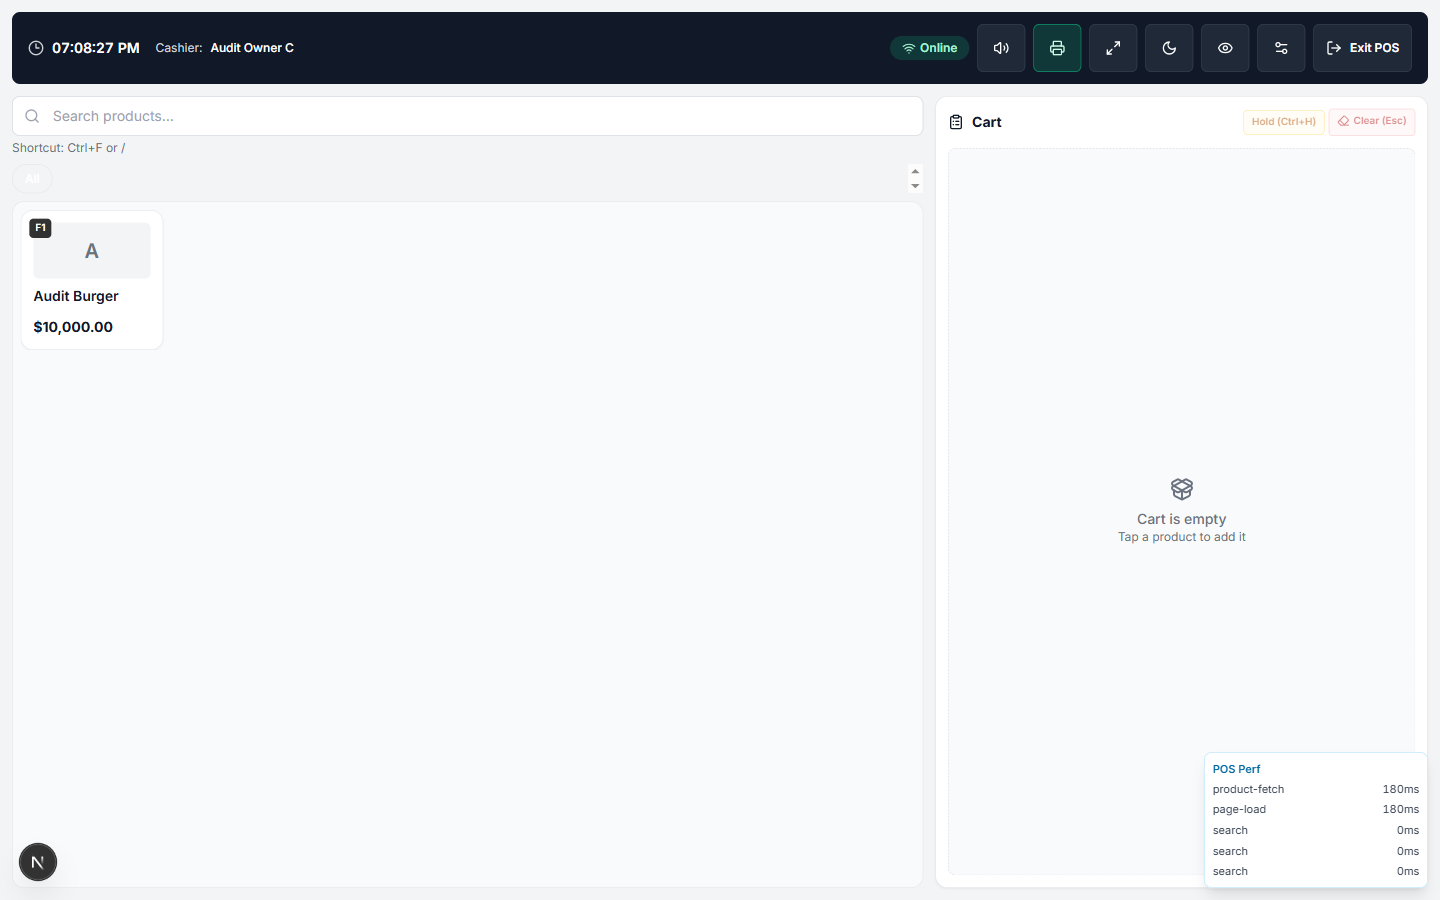 07:08:27 PM Cashier: Audit Owner C
Online
Exit POS
Search products...
Shortcut: Ctrl+F or /
All
F1
A
Audit Burger
$10,000.00
Cart
Hold (Ctrl+H)
Clear (Esc)
Cart is empty
Tap a product to add it
POS Perf
product-fetch 180ms
page-load 180ms
search 0ms
search 0ms
search 0ms
N